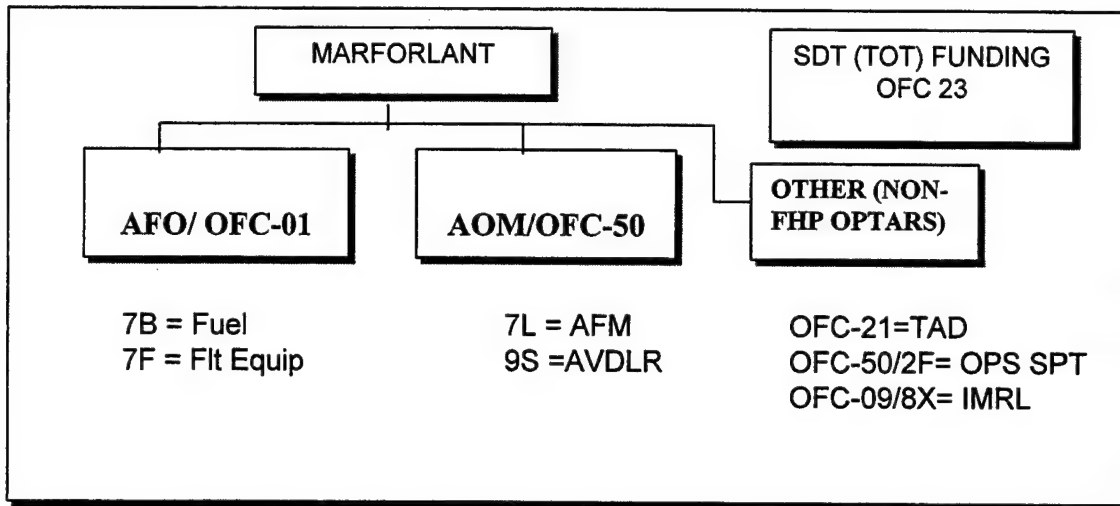 MARFORLANT
SDT (TOT) FUNDING
OFC 23
AFO/ OFC-01
AOM/OFC-50
OTHER (NON-
FHP OPTARS)
7B = Fuel
7F = Flt Equip
7L = AFM
9S =AVDLR
OFC-21=TAD
OFC-50/2F= OPS SPT
OFC-09/8X= IMRL